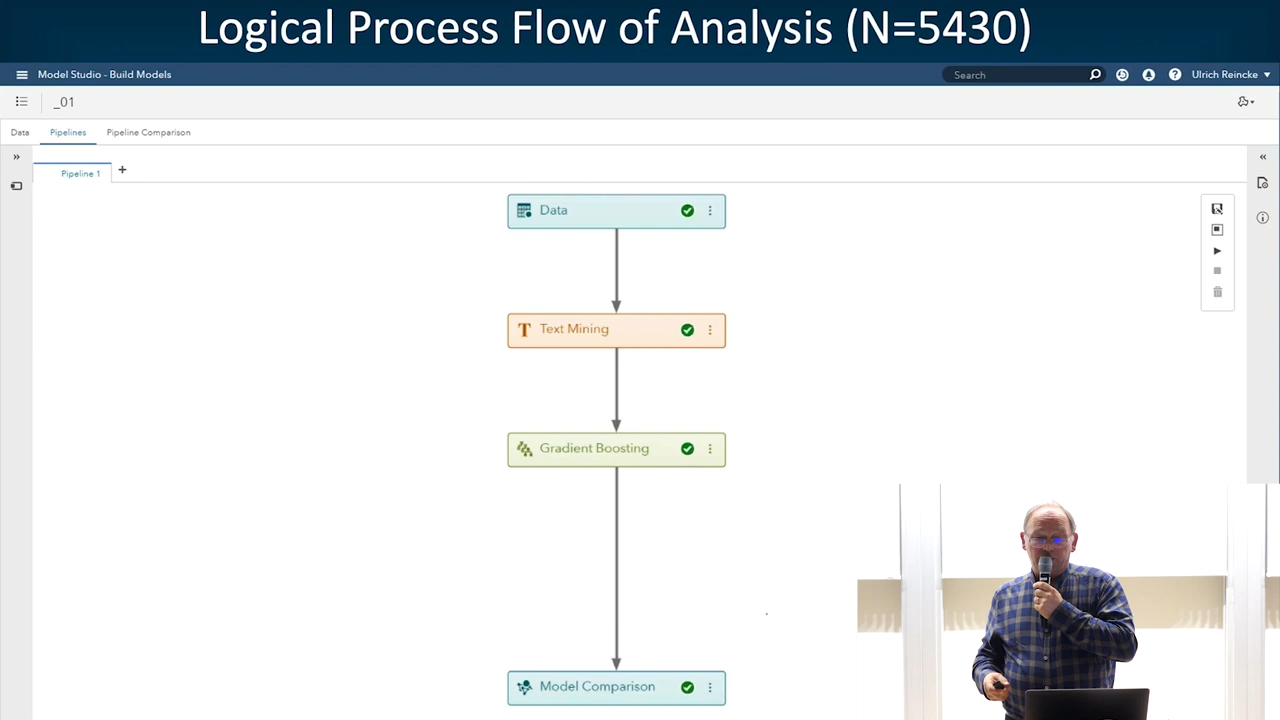 Logical Process Flow of Analysis (N=5430)
Model Studio - Build Models
Search
Ulrich Reincke
_01
Data
Pipelines
Pipeline Comparison
Pipeline 1
+
Data
T Text Mining
Gradient Boosting
Model Comparison